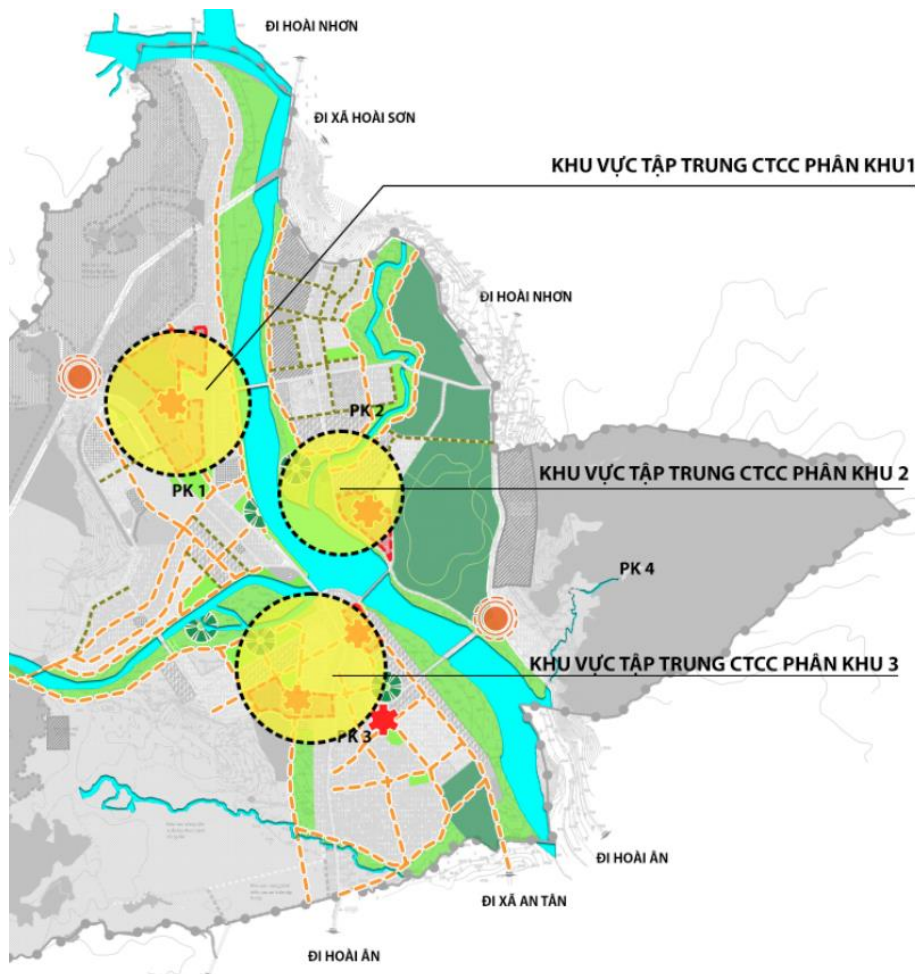 ĐI HOÀI NHƠN
ĐI XÃ HOÀI SƠN
KHU VỰC TẬP TRUNG CTCC PHÂN KHU1
ĐI HOÀI NHƠN
PK 2
KHU VỰC TẬP TRUNG CTCC PHÂN KHU 2
PK 1
PK 4
KHU VỰC TẬP TRUNG CTCC PHÂN KHU 3
PK 3
ĐI HOÀI ÂN
ĐI XÃ AN TÂN
ĐI HOÀI ÂN